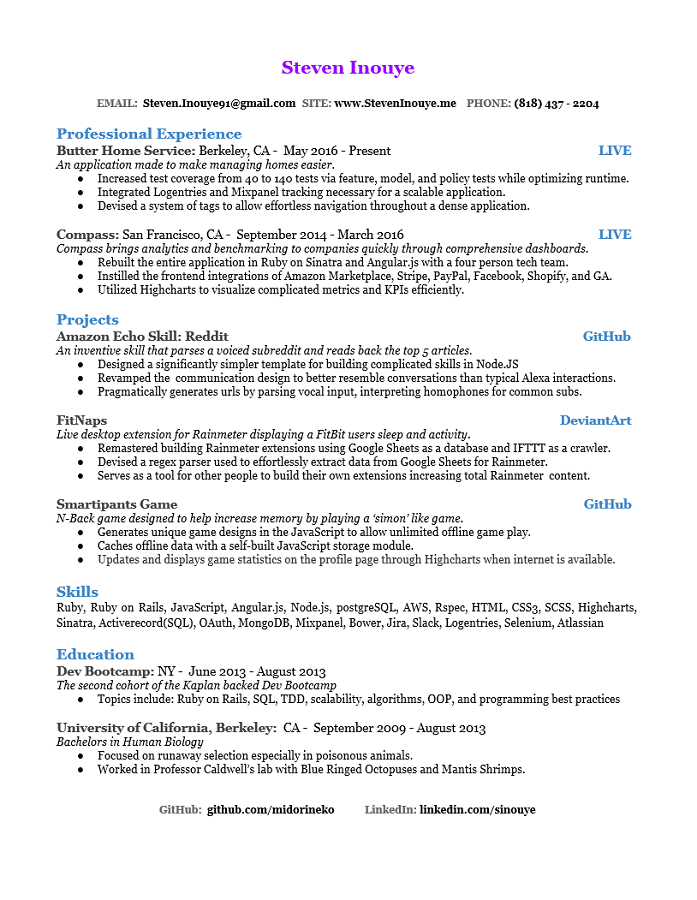 Steven Inouye
EMAIL: Steven.Inouye91@gmail.com SITE: www.StevenInouye.me PHONE: (818) 437 - 2204
Professional Experience
Butter Home Service: Berkeley, CA - May 2016 - Present LIVE
An application made to make managing homes easier.
● Increased test coverage from 40 to 140 tests via feature, model, and policy tests while optimizing runtime.
● Integrated Logentries and Mixpanel tracking necessary for a scalable application.
● Devised a system of tags to allow effortless navigation throughout a dense application.
Compass: San Francisco, CA - September 2014 - March 2016 LIVE
Compass brings analytics and benchmarking to companies quickly through comprehensive dashboards.
● Rebuilt the entire application in Ruby on Sinatra and Angular.js with a four person tech team.
● Instilled the frontend integrations of Amazon Marketplace, Stripe, PayPal, Facebook, Shopify, and GA.
● Utilized Highcharts to visualize complicated metrics and KPIs efficiently.
Projects
Amazon Echo Skill: Reddit GitHub
An inventive skill that parses a voiced subreddit and reads back the top 5 articles.
● Designed a significantly simpler template for building complicated skills in Node.JS
● Revamped the communication design to better resemble conversations than typical Alexa interactions.
● Pragmatically generates urls by parsing vocal input, interpreting homophones for common subs.
FitNaps DeviantArt
Live desktop extension for Rainmeter displaying a FitBit users sleep and activity.
● Remastered building Rainmeter extensions using Google Sheets as a database and IFTTT as a crawler.
● Devised a regex parser used to effortlessly extract data from Google Sheets for Rainmeter.
● Serves as a tool for other people to build their own extensions increasing total Rainmeter content.
Smartipants Game GitHub
N-Back game designed to help increase memory by playing a ‘simon’ like game.
● Generates unique game designs in the JavaScript to allow unlimited offline game play.
● Caches offline data with a self-built JavaScript storage module.
● Updates and displays game statistics on the profile page through Highcharts when internet is available.
Skills
Ruby, Ruby on Rails, JavaScript, Angular.js, Node.js, postgreSQL, AWS, Rspec, HTML, CSS3, SCSS, Highcharts,
Sinatra, Activerecord(SQL), OAuth, MongoDB, Mixpanel, Bower, Jira, Slack, Logentries, Selenium, Atlassian
Education
Dev Bootcamp: NY - June 2013 - August 2013
The second cohort of the Kaplan backed Dev Bootcamp
● Topics include: Ruby on Rails, SQL, TDD, scalability, algorithms, OOP, and programming best practices
University of California, Berkeley: CA - September 2009 - August 2013
Bachelors in Human Biology
● Focused on runaway selection especially in poisonous animals.
● Worked in Professor Caldwell’s lab with Blue Ringed Octopuses and Mantis Shrimps.
GitHub: github.com/midorineko LinkedIn: linkedin.com/sinouye